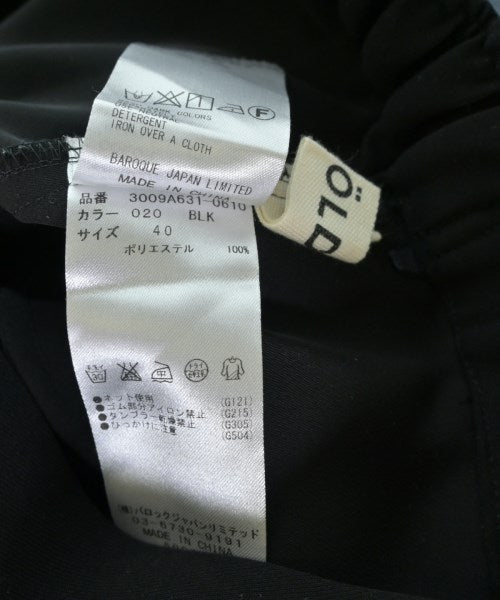 DETERGENT
IRON OVER A CLOTH
BAROQUE JAPAN LIMITED
MADE IN
品番 3009A631-0610
カラー 020 BLK
サイズ 40
ポリエステル 100%
●ネット使用 (G121)
●ゴム部分アイロン禁止 (G215)
●タンブラー乾燥禁止 (G305)
●ひっかけに注意 (G504)
(株)バロックジャパンリミテッド
03-6730-9191
MADE IN CHINA